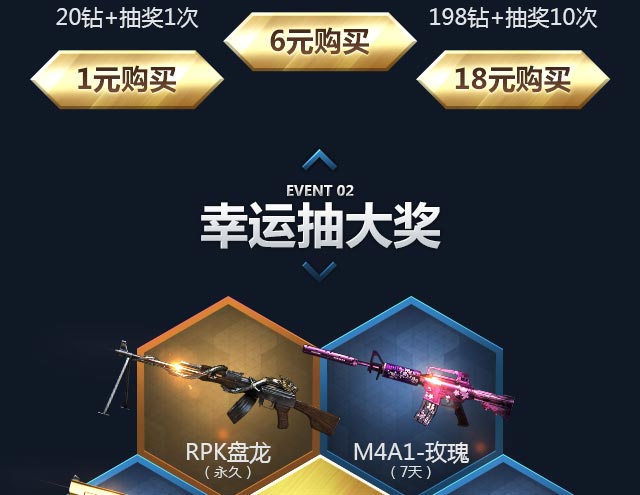 20钻+抽奖1次
198钻+抽奖10次
6元购买
1元购买
18元购买
EVENT 02
幸运抽大奖
RPK盘龙
（永久）
M4A1-玫瑰
（7天）